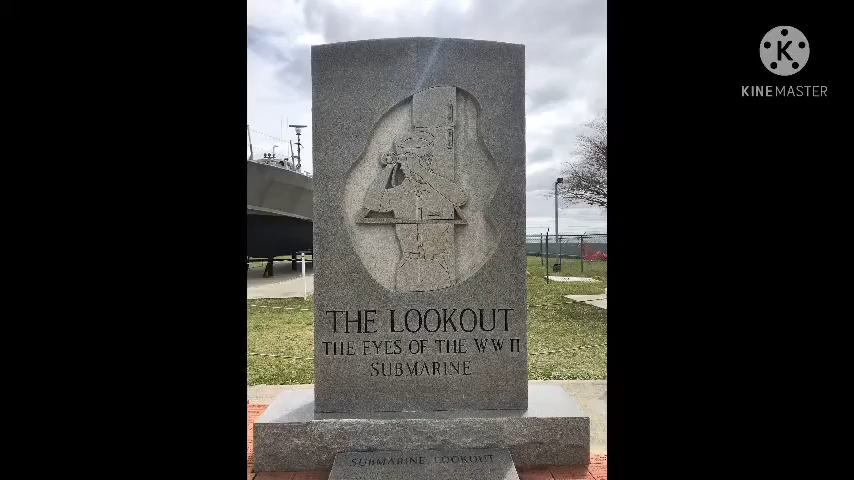 THE LOOKOUT
THE EYES OF THE WW II
SUBMARINE
SUBMARINE LOOKOUT
K
KINEMASTER